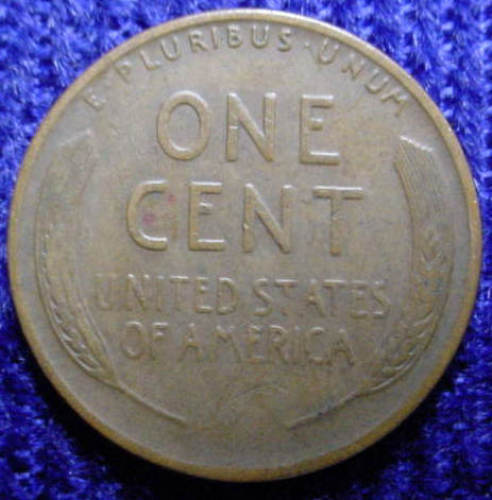 E·PLURIBUS·UNUM
ONE
CENT
UNITED STATES
OF AMERICA